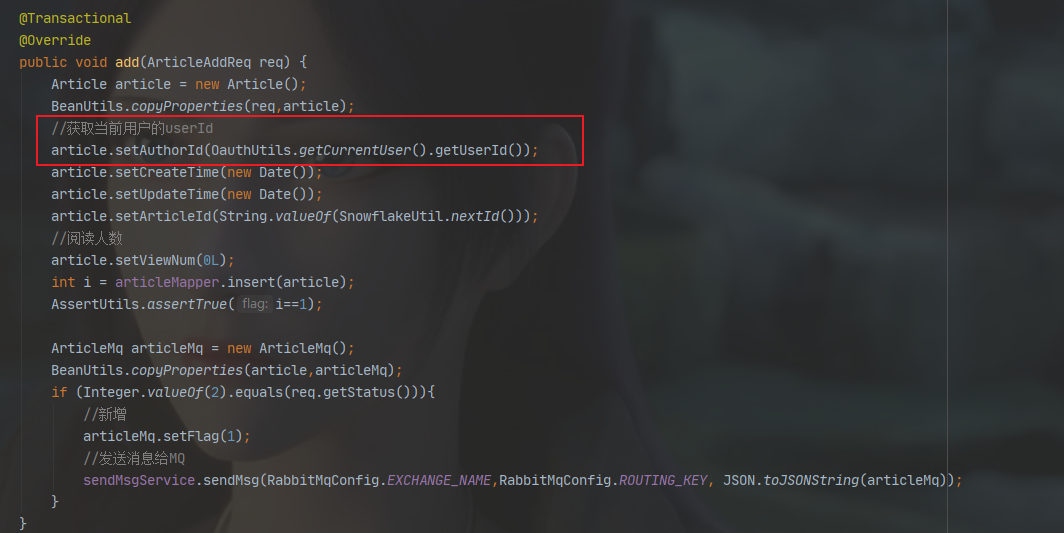 @Transactional
@Override
public void add(ArticleAddReq req) {
Article article = new Article();
BeanUtils.copyProperties(req,article);
//获取当前用户的userId
article.setAuthorId(OauthUtils.getCurrentUser().getUserId());
article.setCreateTime(new Date());
article.setUpdateTime(new Date());
article.setArticleId(String.valueOf(SnowflakeUtil.nextId()));
//阅读人数
article.setViewNum(0L);
int i = articleMapper.insert(article);
AssertUtils.assertTrue( flag: i==1);
ArticleMq articleMq = new ArticleMq();
BeanUtils.copyProperties(article,articleMq);
if (Integer.valueOf(2).equals(req.getStatus())){
//新增
articleMq.setFlag(1);
//发送消息给MQ
sendMsgService.sendMsg(RabbitMqConfig.EXCHANGE_NAME,RabbitMqConfig.ROUTING_KEY, JSON.toJSONString(articleMq));
}
}